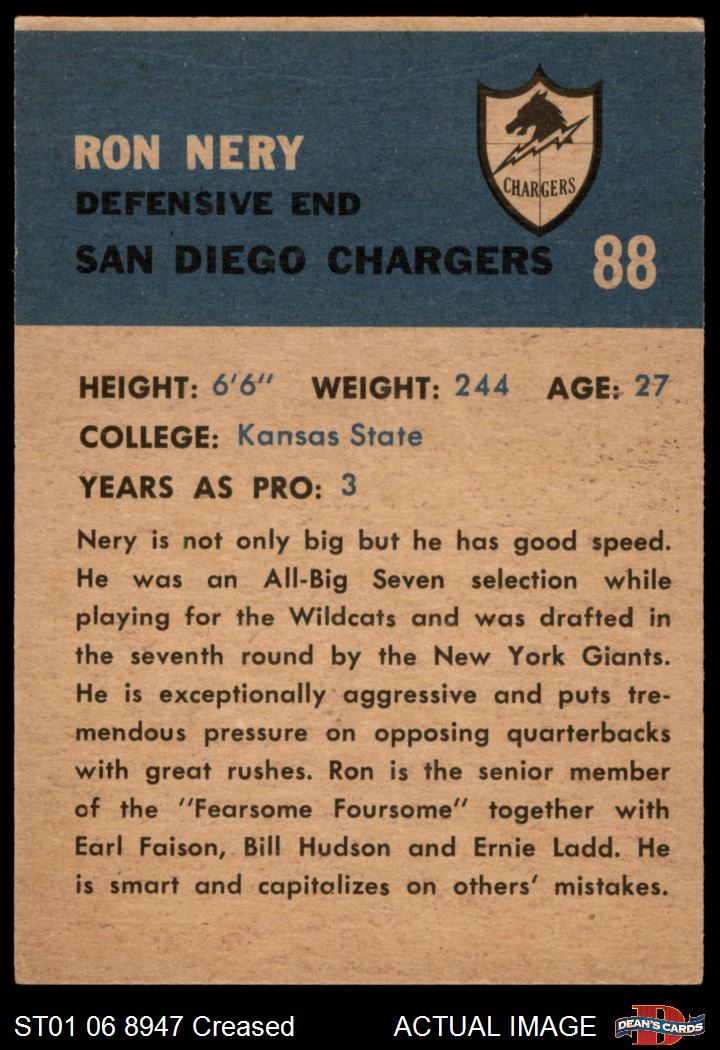 RON NERY
DEFENSIVE END
SAN DIEGO CHARGERS 88
CHARGERS
HEIGHT: 6'6" WEIGHT: 244 AGE: 27
COLLEGE: Kansas State
YEARS AS PRO: 3
Nery is not only big but he has good speed.
He was an All-Big Seven selection while
playing for the Wildcats and was drafted in
the seventh round by the New York Giants.
He is exceptionally aggressive and puts tre-
mendous pressure on opposing quarterbacks
with great rushes. Ron is the senior member
of the "Fearsome Foursome" together with
Earl Faison, Bill Hudson and Ernie Ladd. He
is smart and capitalizes on others' mistakes.
ST01 06 8947 Creased ACTUAL IMAGE D DEAN'S CARDS